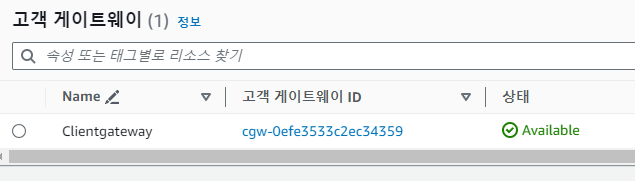 고객 게이트웨이 (1) 정보
속성 또는 태그별로 리소스 찾기
Name 고객 게이트웨이 ID 상태
Clientgateway cgw-0efe3533c2ec34359 Available